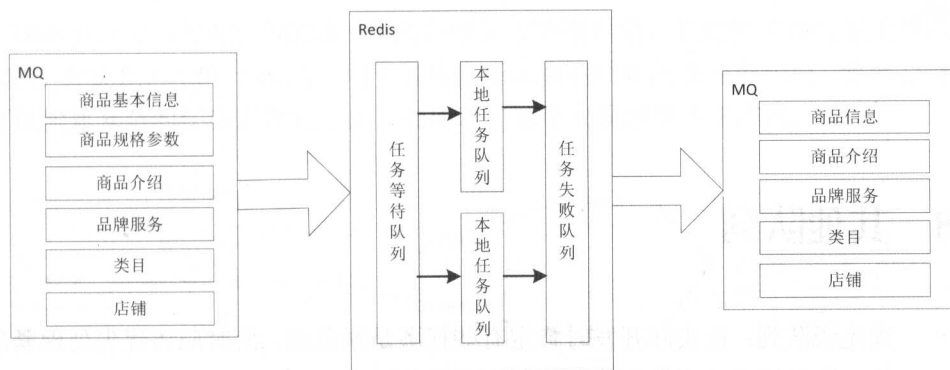 MQ
商品基本信息
商品规格参数
商品介绍
品牌服务
类目
店铺
Redis
任务等待队列
本地任务队列
本地任务队列
任务失败队列
MQ
商品信息
商品介绍
品牌服务
类目
店铺